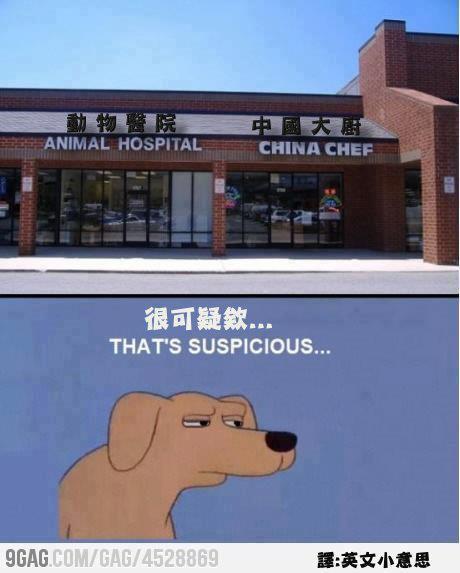 動物醫院
ANIMAL HOSPITAL
中國大廚
CHINA CHEF
很可疑欸...
THAT'S SUSPICIOUS...
9GAG.COM/GAG/4528869
譯:英文小意思